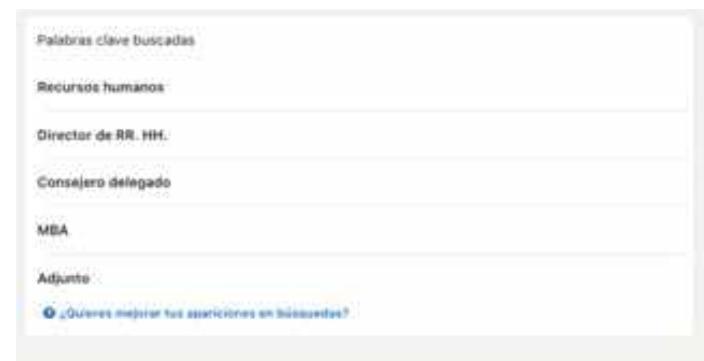 Palabras clave buscadas
Recursos humanos
Director de RR. HH.
Consejero delegado
MBA
Adjunto
¿Quieres mejorar tus apariciones en búsquedas?